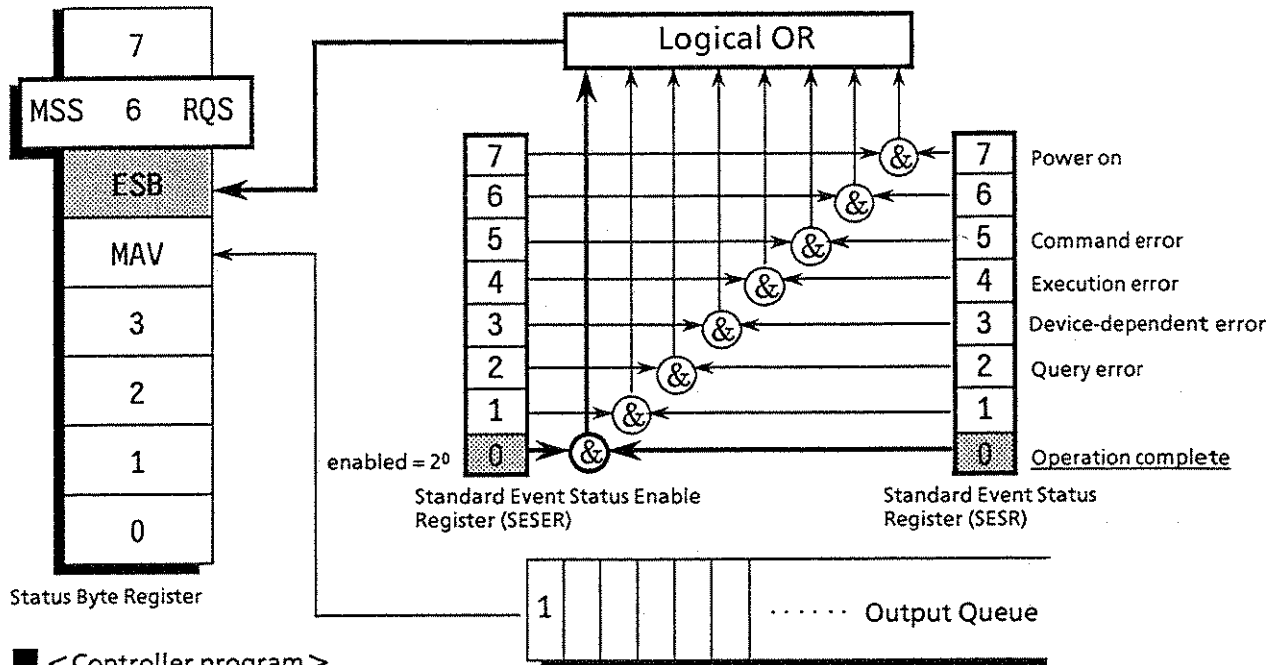 Logical OR
7
MSS 6 RQS
ESB
MAV
3
2
1
0
Status Byte Register
7
6
5
4
3
2
1
0
enabled = 2⁰
Standard Event Status Enable
Register (SESER)
&
&
&
&
&
&
&
&
7 Power on
6
5 Command error
4 Execution error
3 Device-dependent error
2 Query error
1
0 Operation complete
Standard Event Status
Register (SESR)
1 ······ Output Queue
■ <Controller program>